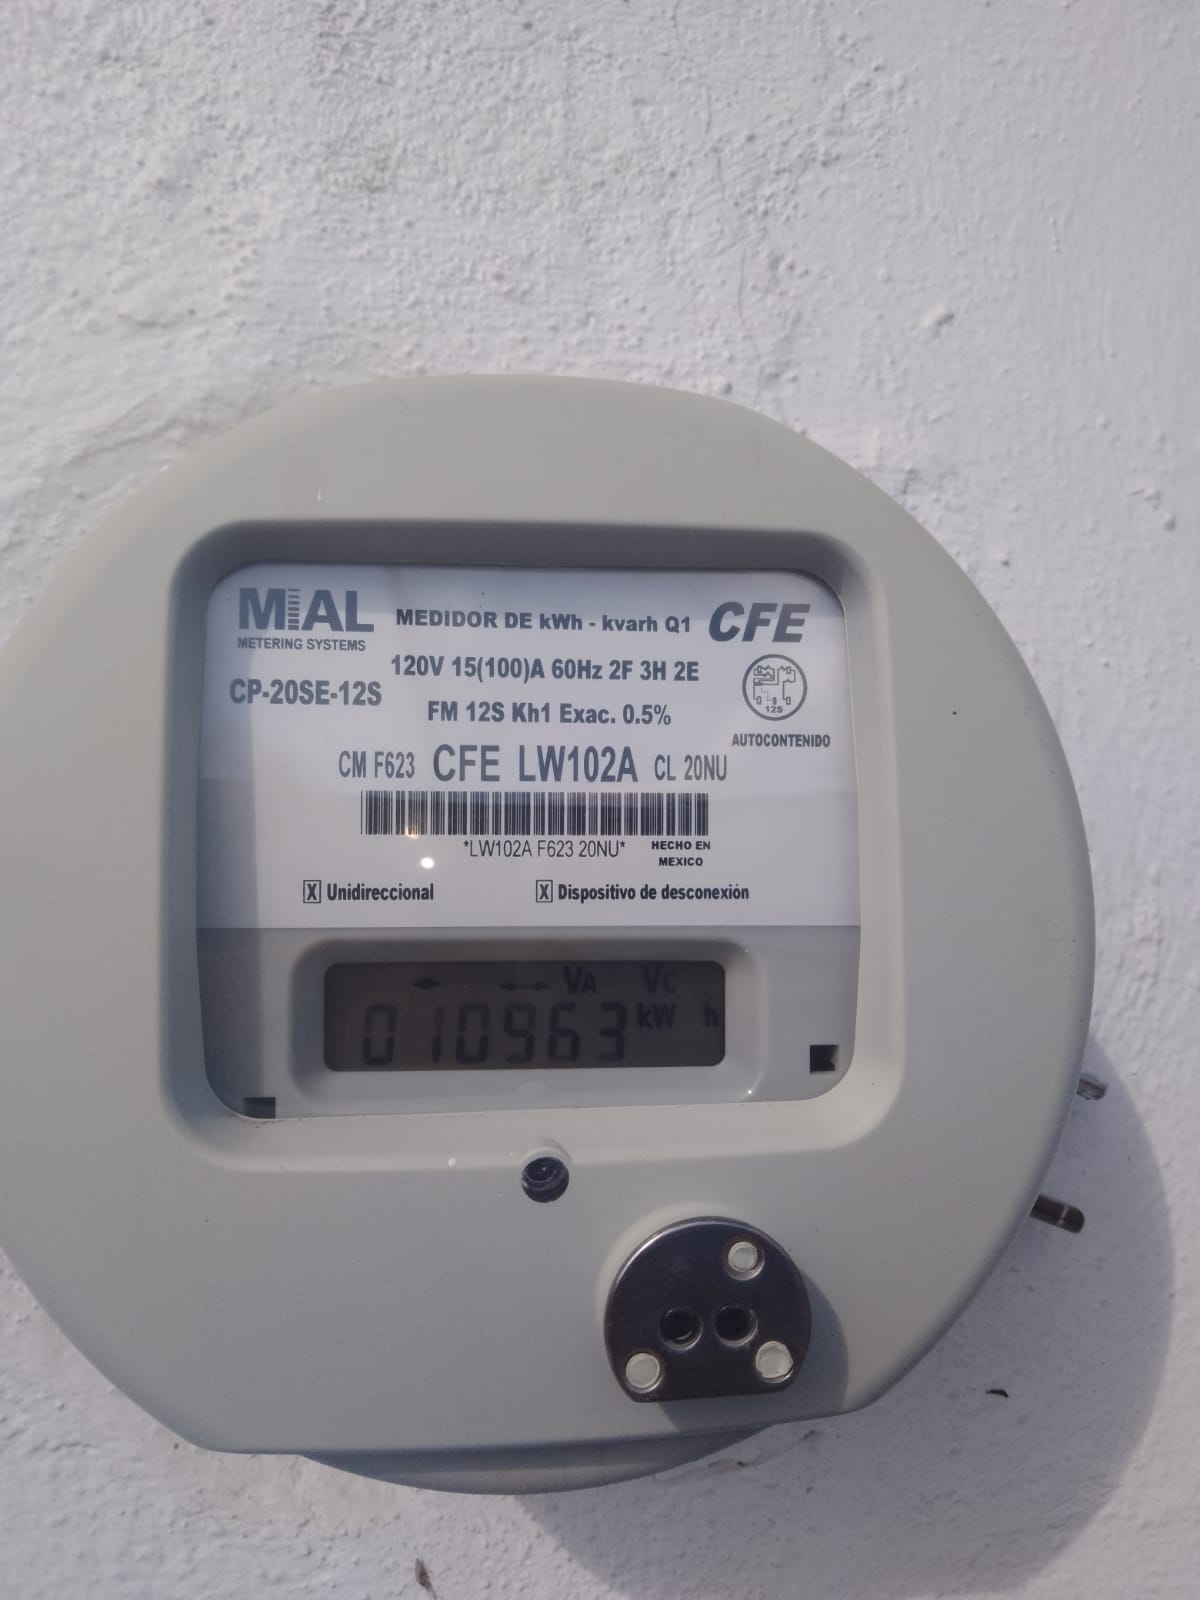 MIAL
METERING SYSTEMS
MEDIDOR DE kWh - kvarh Q1
CFE
120V 15(100)A 60Hz 2F 3H 2E
CP-20SE-12S
FM 12S Kh1 Exac. 0.5%
12S
AUTOCONTENIDO
CM F623 CFE LW102A CL 20NU
*LW102A F623 20NU*
HECHO EN
MEXICO
X Unidireccional
X Dispositivo de desconexión
VA VC
010963 kW h